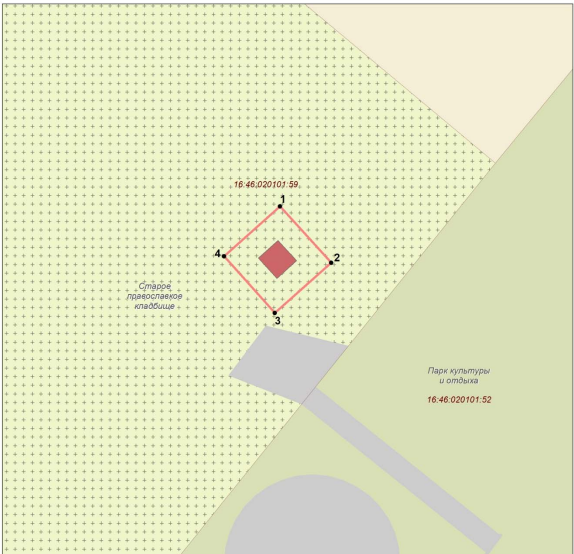 16:46:020101:59
1
2
4
3
Старое
православное
кладбище
Парк культуры
и отдыха
16:46:020101:52